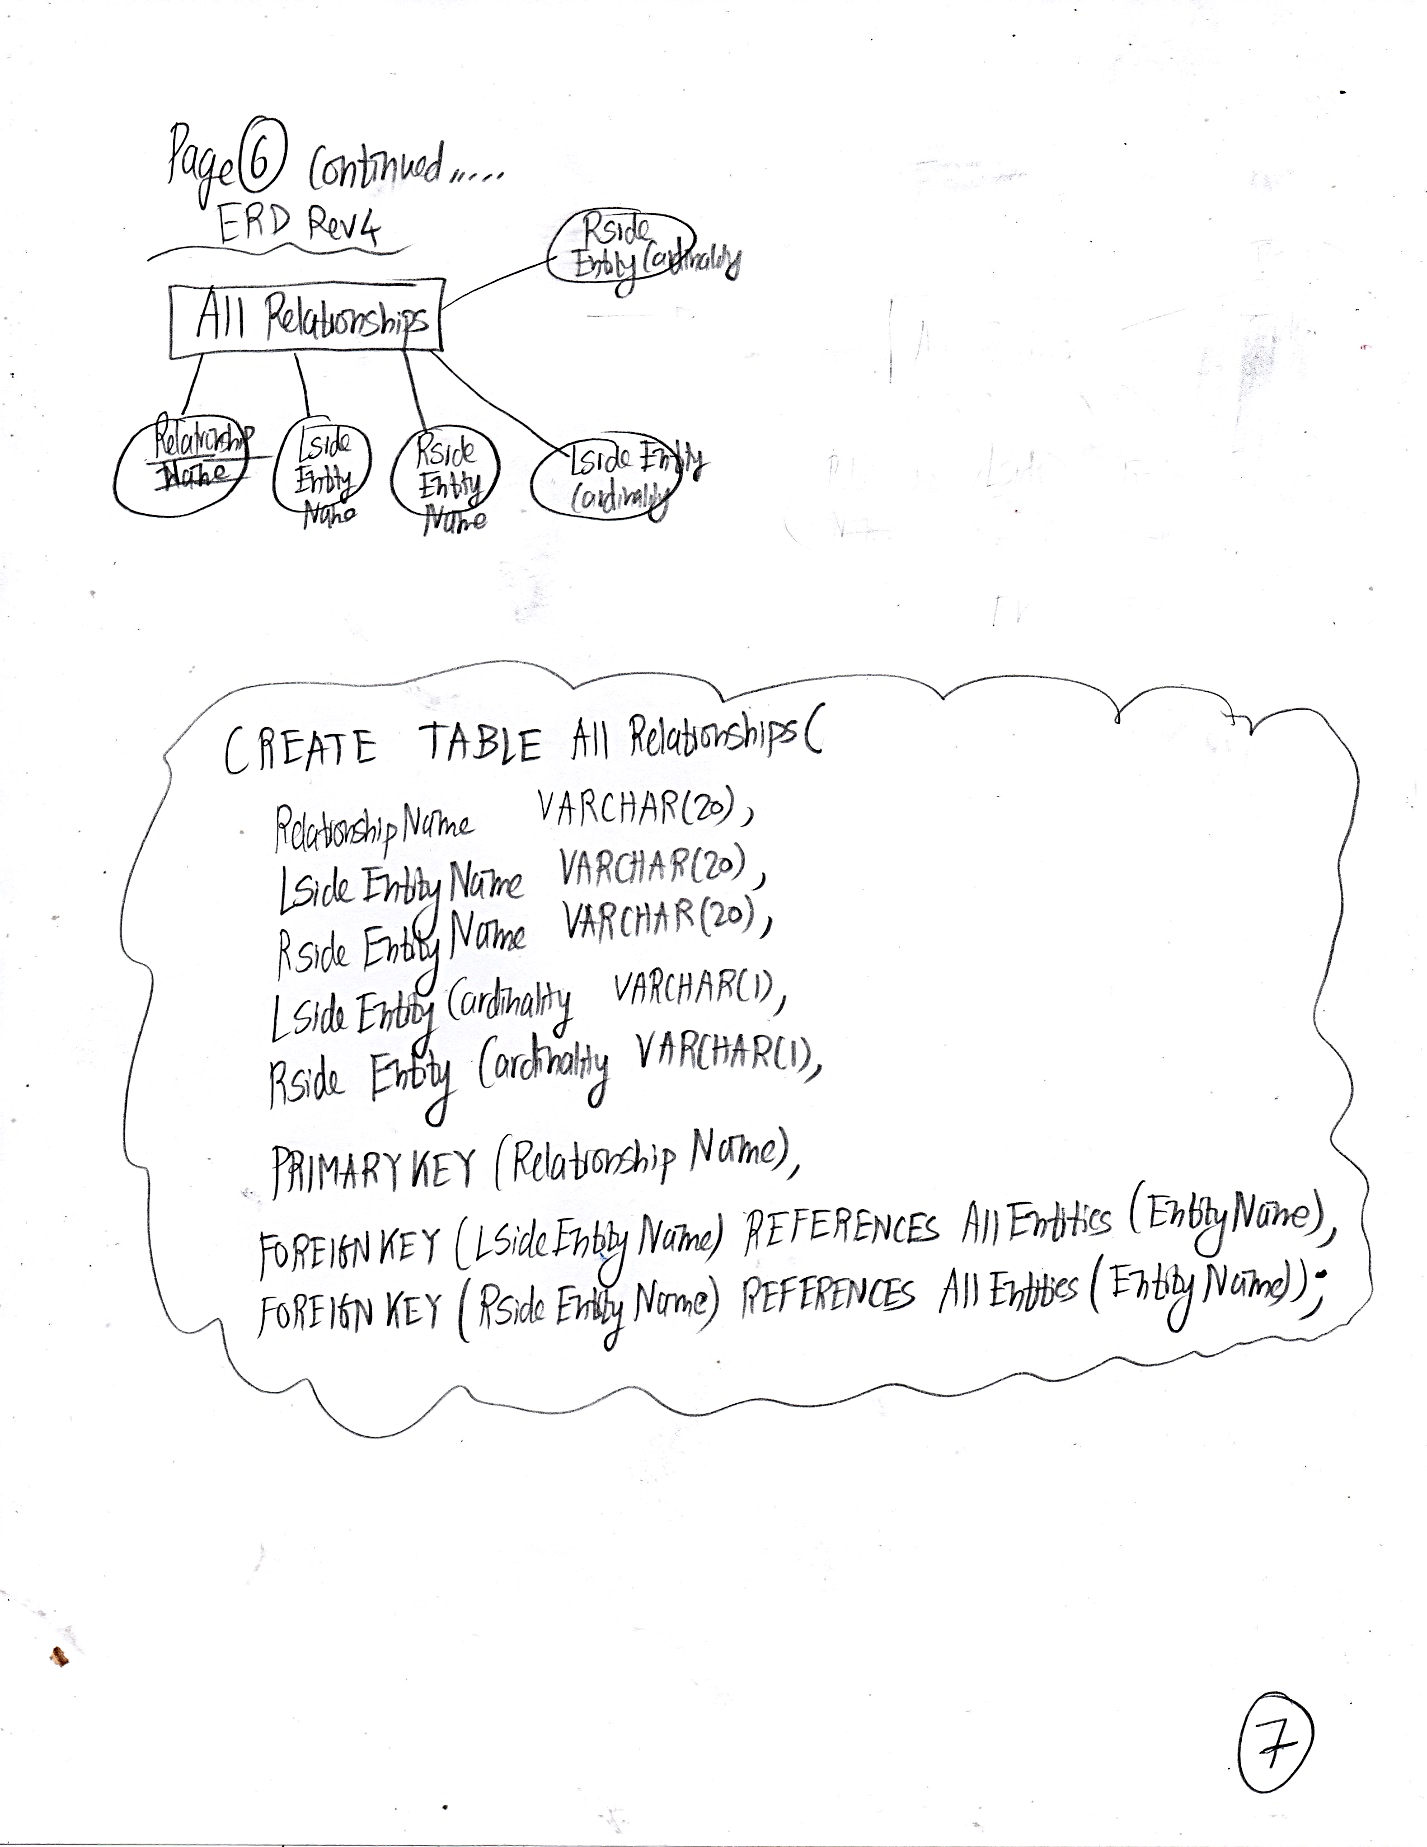 Page 6 Continued.....
ERD Rev4
Rside
Entity Cardinality
All Relationships
Relationship
Name
Lside
Entity
Name
Rside
Entity
Name
Lside Entity
Cardinality
CREATE TABLE All Relationships(
RelationshipName VARCHAR(20),
LSide Entity Name VARCHAR(20),
Rside Entity Name VARCHAR(20),
LSide Entity Cardinality VARCHAR(1),
Rside Entity Cardinality VARCHAR(1),
PRIMARY KEY (Relationship Name),
FOREIGN KEY (LSide Entity Name) REFERENCES All Entities (Entity Name),
FOREIGN KEY (RSide Entity Name) REFERENCES All Entities (Entity Name));
7